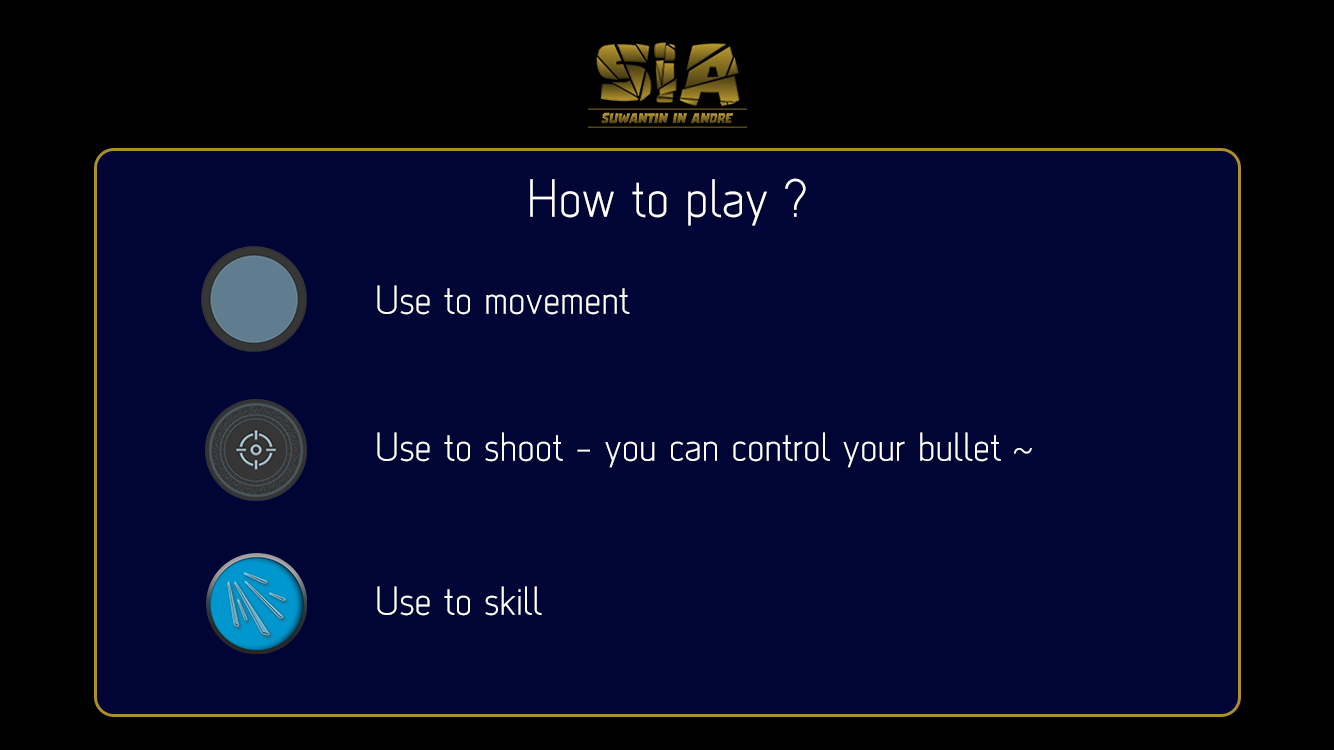 SiA
SUWANTIN IN ANDRE
How to play ?
Use to movement
Use to shoot - you can control your bullet ~
Use to skill